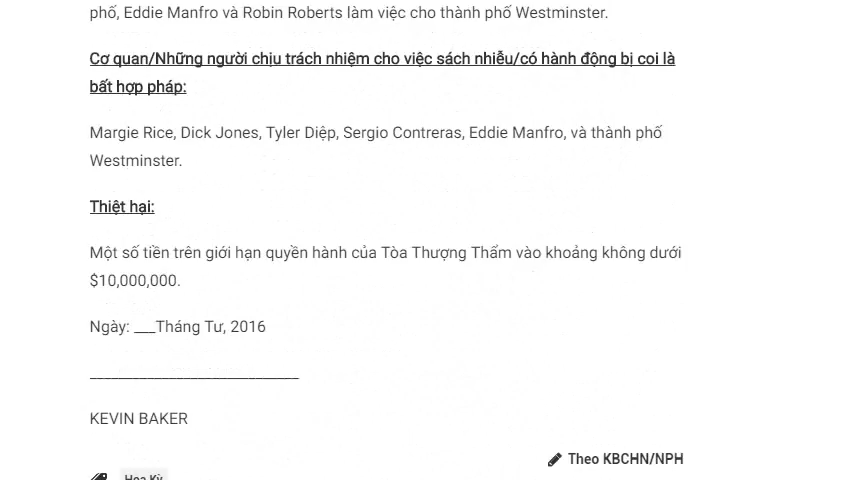 phố, Eddie Manfro và Robin Roberts làm việc cho thành phố Westminster.
Cơ quan/Những người chịu trách nhiệm cho việc sách nhiễu/có hành động bị coi là
bất hợp pháp:
Margie Rice, Dick Jones, Tyler Diệp, Sergio Contreras, Eddie Manfro, và thành phố
Westminster.
Thiệt hại:
Một số tiền trên giới hạn quyền hành của Tòa Thượng Thẩm vào khoảng không dưới
$10,000,000.
Ngày: ___Tháng Tư, 2016
KEVIN BAKER
Theo KBCHN/NPH
Hoa Kỳ